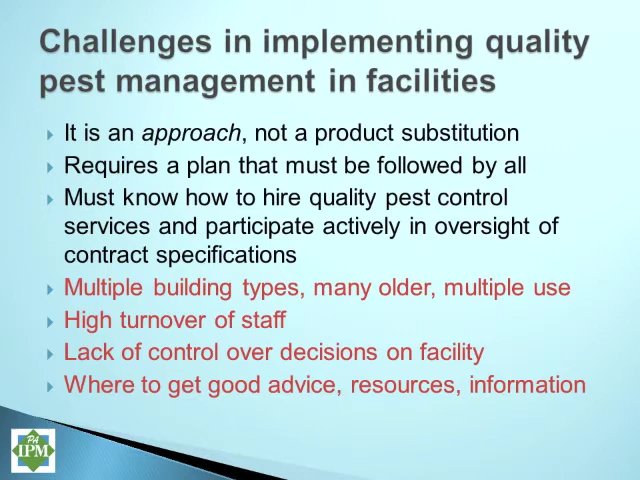 Challenges in implementing quality
pest management in facilities
It is an approach, not a product substitution
Requires a plan that must be followed by all
Must know how to hire quality pest control
services and participate actively in oversight of
contract specifications
Multiple building types, many older, multiple use
High turnover of staff
Lack of control over decisions on facility
Where to get good advice, resources, information
PA
IPM